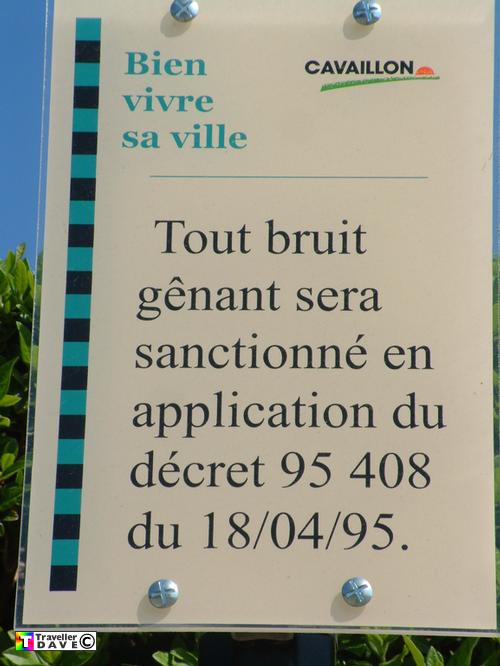 Bien
vivre
sa ville
CAVAILLON
Tout bruit
gênant sera
sanctionné en
application du
décret 95 408
du 18/04/95.
T Traveller
DAVE ©